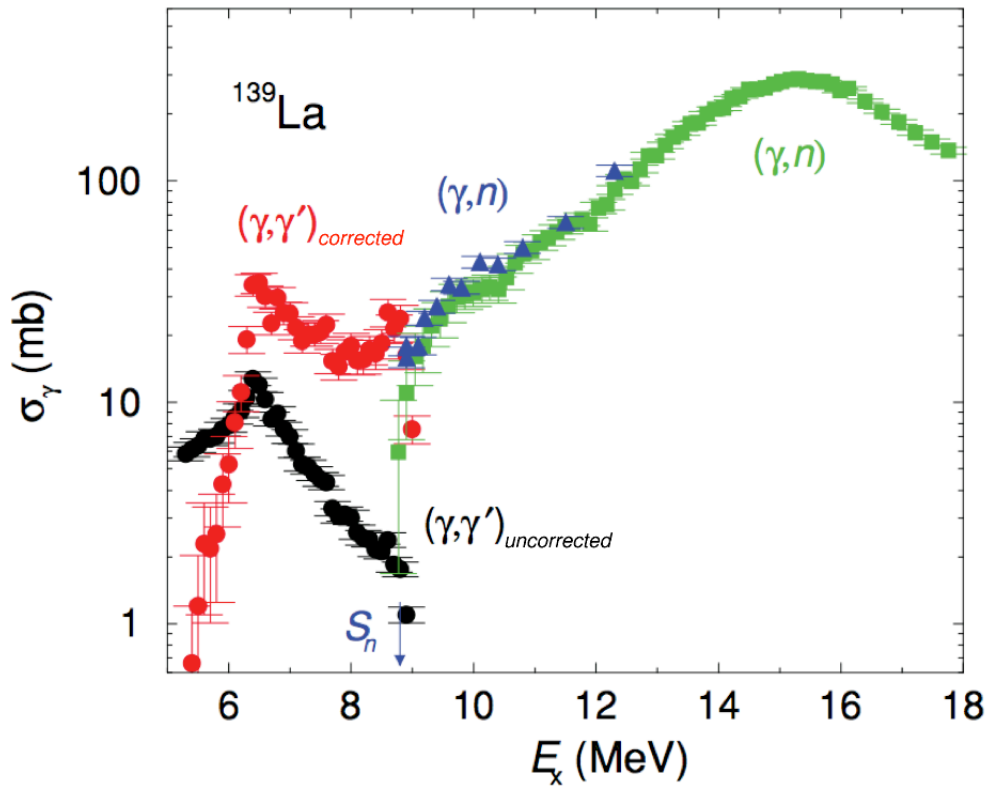 ¹³⁹La
(γ,n)
(γ,n)
(γ,γ′)corrected
(γ,γ′)uncorrected
Sₙ
σᵧ (mb)
100
10
1
6 8 10 12 14 16 18
Eₓ (MeV)